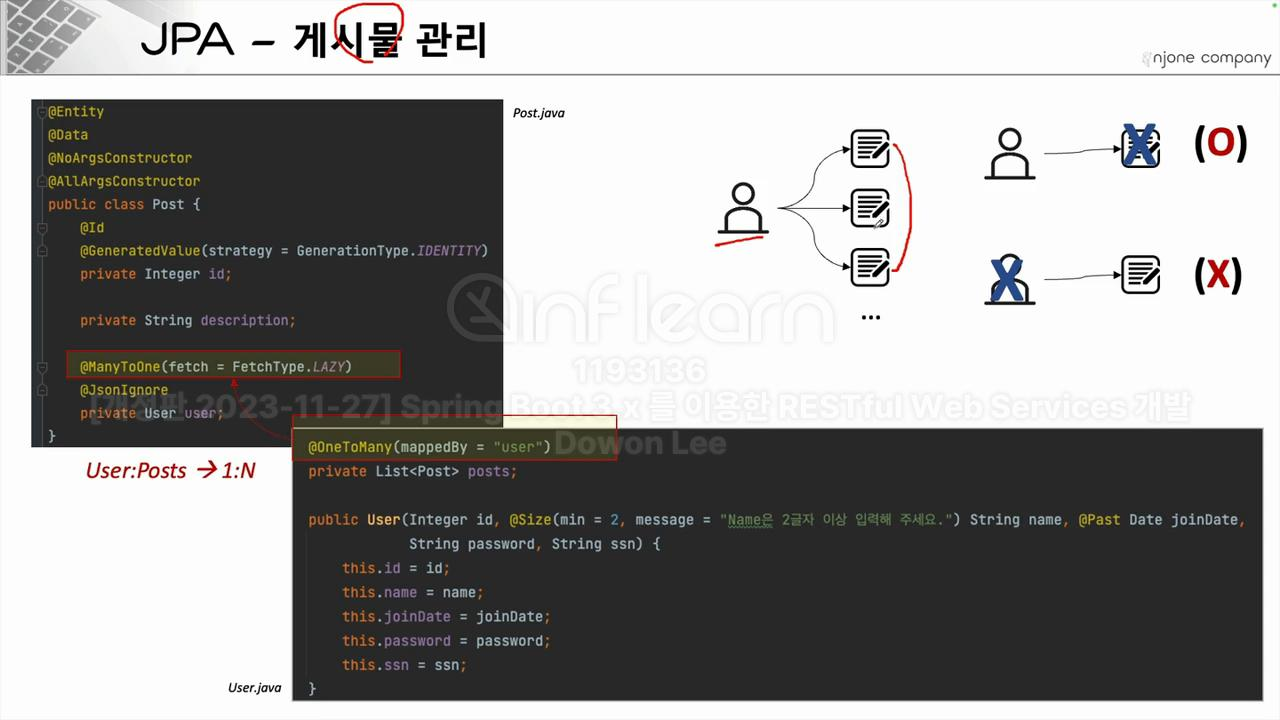 JPA – 게시물 관리
njone company
@Entity
@Data
@NoArgsConstructor
@AllArgsConstructor
public class Post {
@Id
@GeneratedValue(strategy = GenerationType.IDENTITY)
private Integer id;
private String description;
@ManyToOne(fetch = FetchType.LAZY)
@JsonIgnore
private User user;
}
Post.java
...
(O)
(X)
inflearn
1193136
[개정판 2023-11-27] Spring Boot 3.x 를 이용한 RESTful Web Services 개발
Dowon Lee
User:Posts → 1:N
@OneToMany(mappedBy = "user")
private List<Post> posts;
public User(Integer id, @Size(min = 2, message = "Name은 2글자 이상 입력해 주세요.") String name, @Past Date joinDate,
String password, String ssn) {
this.id = id;
this.name = name;
this.joinDate = joinDate;
this.password = password;
this.ssn = ssn;
}
User.java